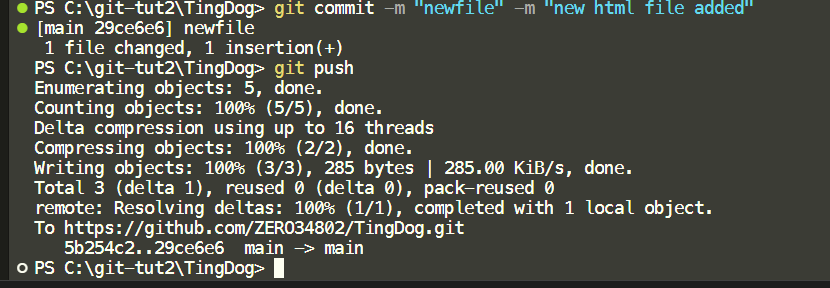 PS C:\git-tut2\TingDog> git commit -m "newfile" -m "new html file added"
[main 29ce6e6] newfile
 1 file changed, 1 insertion(+)
PS C:\git-tut2\TingDog> git push
Enumerating objects: 5, done.
Counting objects: 100% (5/5), done.
Delta compression using up to 16 threads
Compressing objects: 100% (2/2), done.
Writing objects: 100% (3/3), 285 bytes | 285.00 KiB/s, done.
Total 3 (delta 1), reused 0 (delta 0), pack-reused 0
remote: Resolving deltas: 100% (1/1), completed with 1 local object.
To https://github.com/ZERO34802/TingDog.git
   5b254c2..29ce6e6  main -> main
PS C:\git-tut2\TingDog>